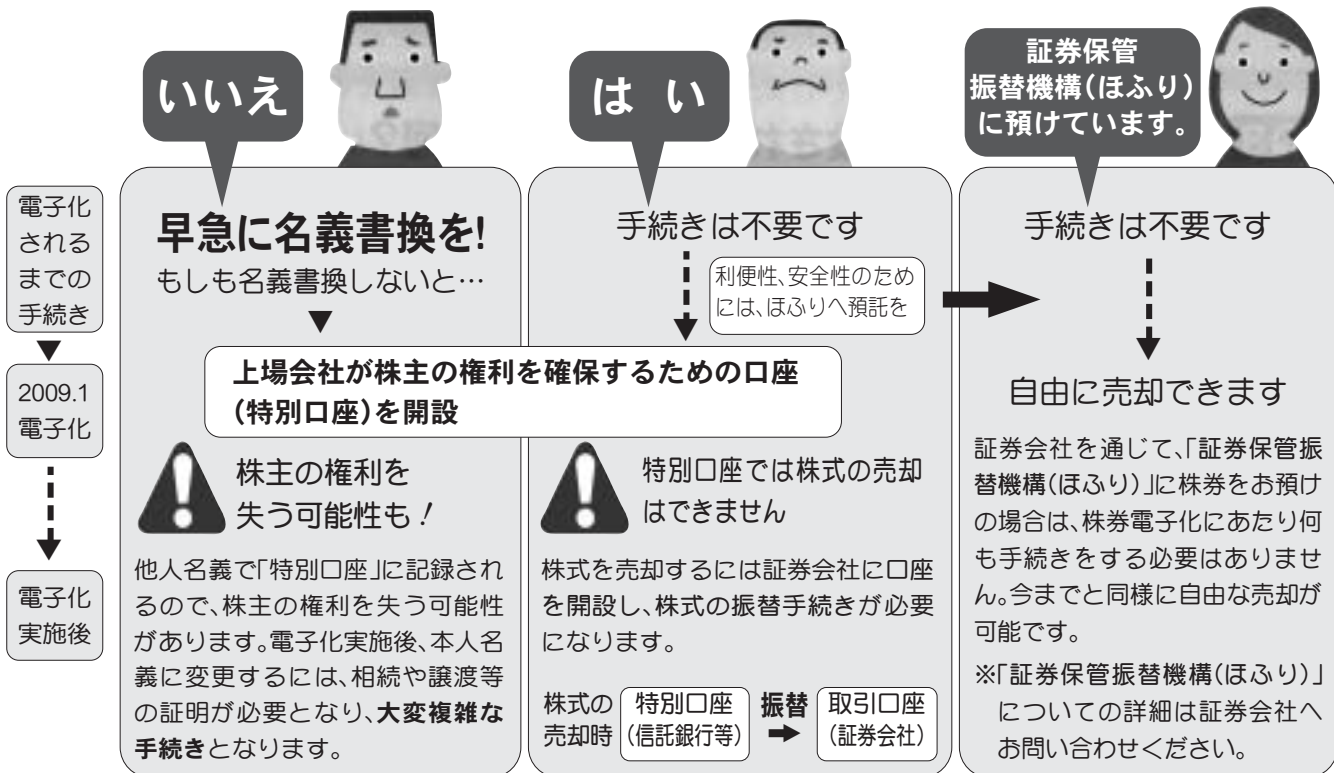 いいえ
はい
証券保管
振替機構(ほふり)
に預けています。
電子化
される
までの
手続き
2009.1
電子化
電子化
実施後
早急に名義書換を!
もしも名義書換しないと…
手続きは不要です
利便性、安全性のため
には、ほふりへ預託を
上場会社が株主の権利を確保するための口座
(特別口座)を開設
株主の権利を
失う可能性も!
他人名義で「特別口座」に記録され
るので、株主の権利を失う可能性
があります。電子化実施後、本人名
義に変更するには、相続や譲渡等
の証明が必要となり、大変複雑な
手続きとなります。
特別口座では株式の売却
はできません
株式を売却するには証券会社に口座
を開設し、株式の振替手続きが必要
になります。
株式の
売却時
特別口座
(信託銀行等)
振替
取引口座
(証券会社)
手続きは不要です
自由に売却できます
証券会社を通じて、「証券保管振
替機構(ほふり)」に株券をお預け
の場合は、株券電子化にあたり何
も手続きをする必要はありませ
ん。今までと同様に自由な売却が
可能です。
※「証券保管振替機構(ほふり)」
についての詳細は証券会社へ
お問い合わせください。